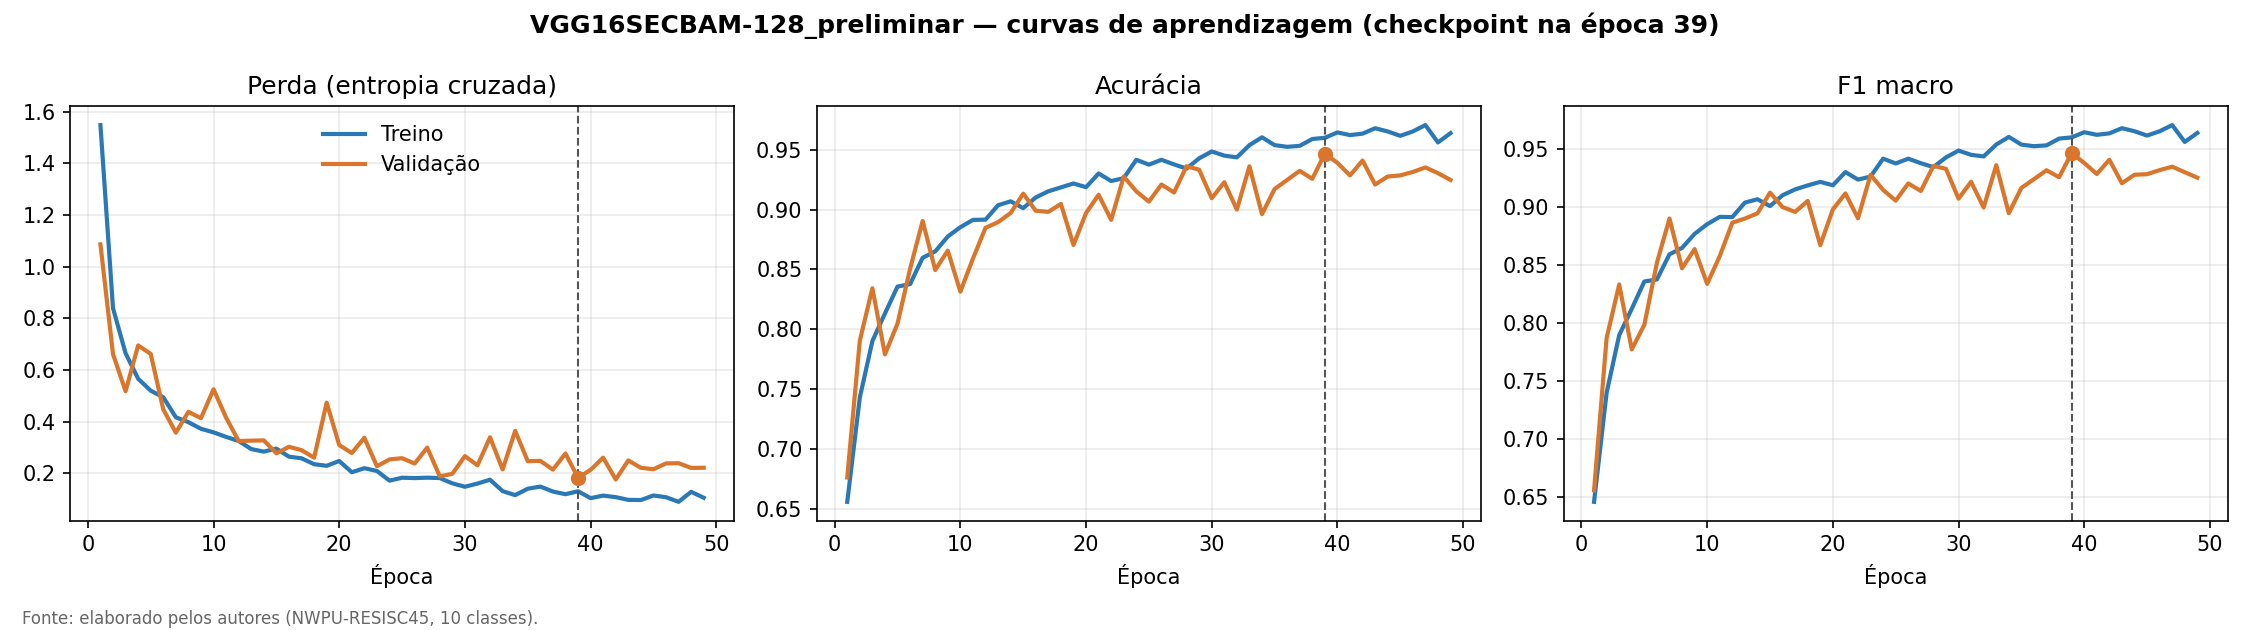 VGG16SECBAM-128_preliminar — curvas de aprendizagem (checkpoint na época 39)
Perda (entropia cruzada)
1.6
1.4
1.2
1.0
0.8
0.6
0.4
0.2
0 10 20 30 40 50
Época
Treino
Validação
Acurácia
0.95
0.90
0.85
0.80
0.75
0.70
0.65
0 10 20 30 40 50
Época
F1 macro
0.95
0.90
0.85
0.80
0.75
0.70
0.65
0 10 20 30 40 50
Época
Fonte: elaborado pelos autores (NWPU-RESISC45, 10 classes).